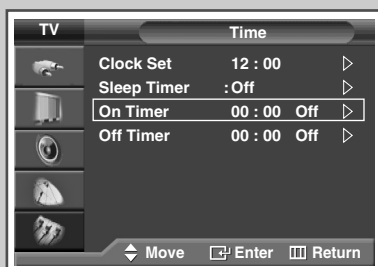 TV Time
Clock Set 12 : 00
Sleep Timer : Off
On Timer 00 : 00 Off
Off Timer 00 : 00 Off
Move Enter Return